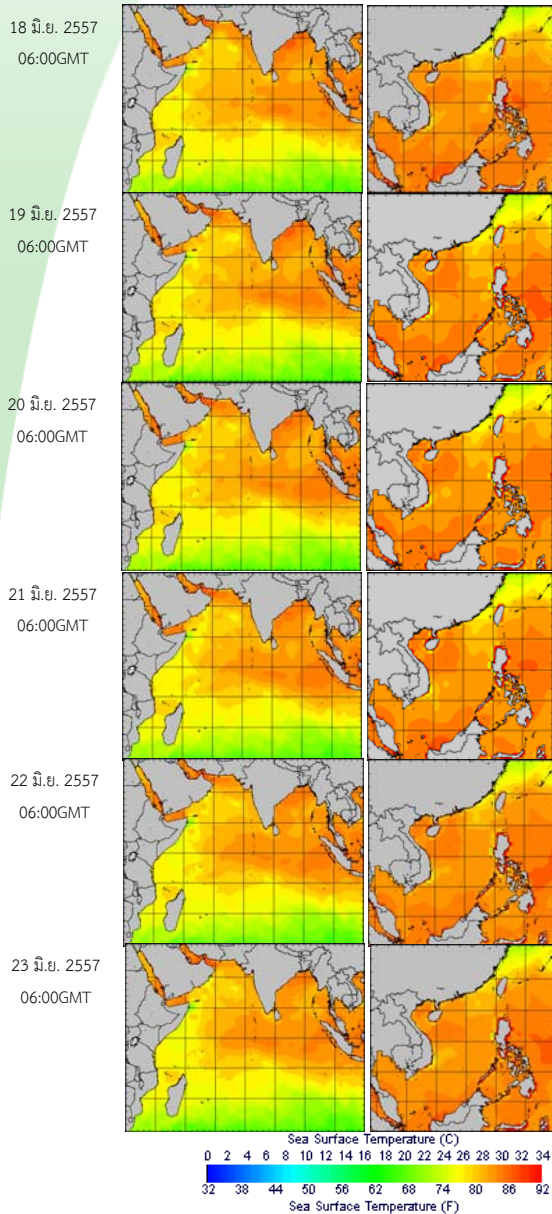 18 มิ.ย. 2557
06:00GMT
19 มิ.ย. 2557
06:00GMT
20 มิ.ย. 2557
06:00GMT
21 มิ.ย. 2557
06:00GMT
22 มิ.ย. 2557
06:00GMT
23 มิ.ย. 2557
06:00GMT
Sea Surface Temperature (C)
0 2 4 6 8 10 12 14 16 18 20 22 24 26 28 30 32 34
32 38 44 50 56 62 68 74 80 86 92
Sea Surface Temperature (F)